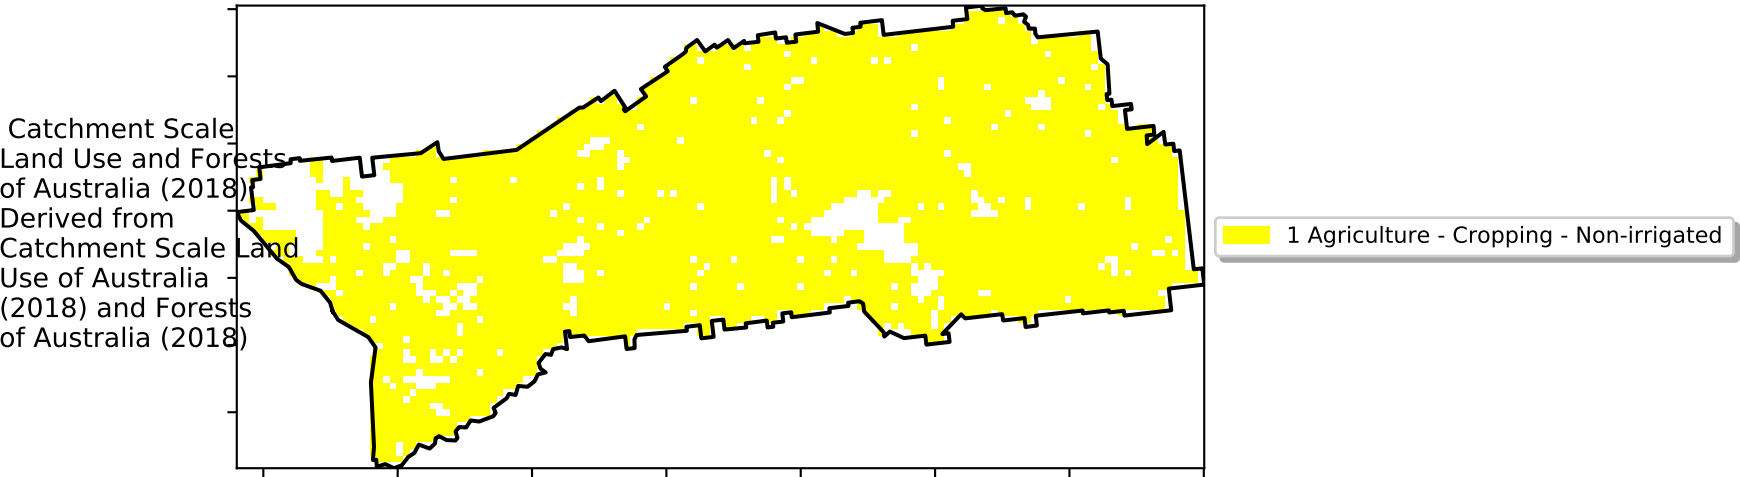 Catchment Scale
Land Use and Forests
of Australia (2018)
Derived from
Catchment Scale Land
Use of Australia
(2018) and Forests
of Australia (2018)
1 Agriculture - Cropping - Non-irrigated